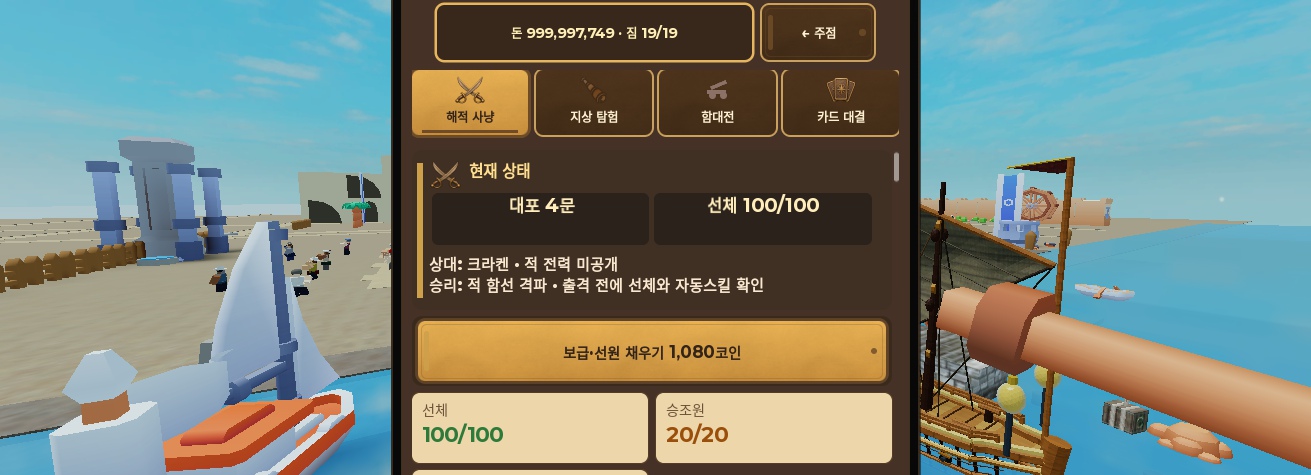 돈 999,997,749 · 짐 19/19
← 주점
해적 사냥
지상 탐험
함대전
카드 대결
현재 상태
대포 4문
선체 100/100
상대: 크라켄 • 적 전력 미공개
승리: 적 함선 격파 • 출격 전에 선체와 자동스킬 확인
보급·선원 채우기 1,080코인
선체
100/100
승조원
20/20